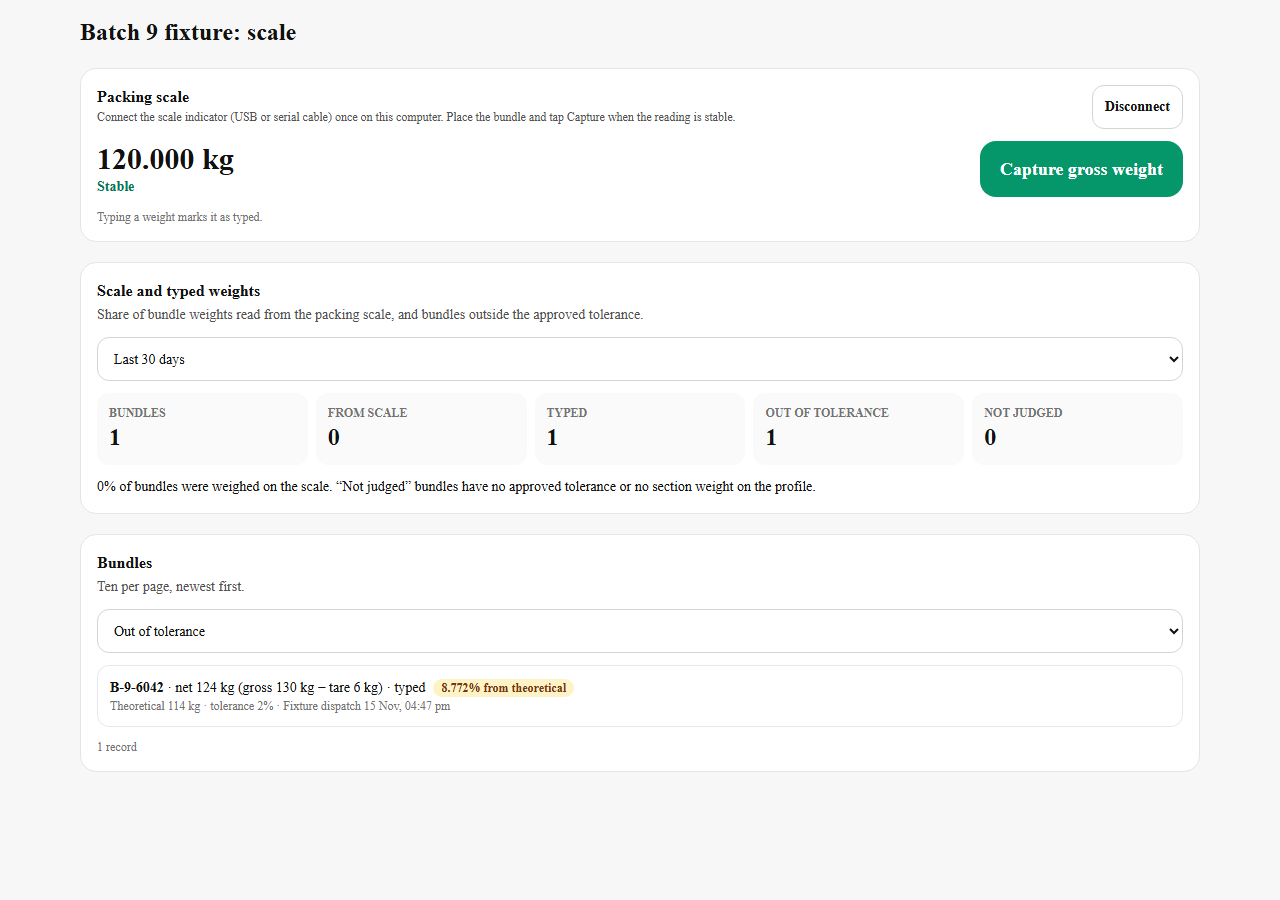 Batch 9 fixture: scale
Packing scale
Connect the scale indicator (USB or serial cable) once on this computer. Place the bundle and tap Capture when the reading is stable.
Disconnect
120.000 kg
Stable
Capture gross weight
Typing a weight marks it as typed.
Scale and typed weights
Share of bundle weights read from the packing scale, and bundles outside the approved tolerance.
Last 30 days
BUNDLES
1
FROM SCALE
0
TYPED
1
OUT OF TOLERANCE
1
NOT JUDGED
0
0% of bundles were weighed on the scale. “Not judged” bundles have no approved tolerance or no section weight on the profile.
Bundles
Ten per page, newest first.
Out of tolerance
B-9-6042 · net 124 kg (gross 130 kg − tare 6 kg) · typed 8.772% from theoretical
Theoretical 114 kg · tolerance 2% · Fixture dispatch 15 Nov, 04:47 pm
1 record